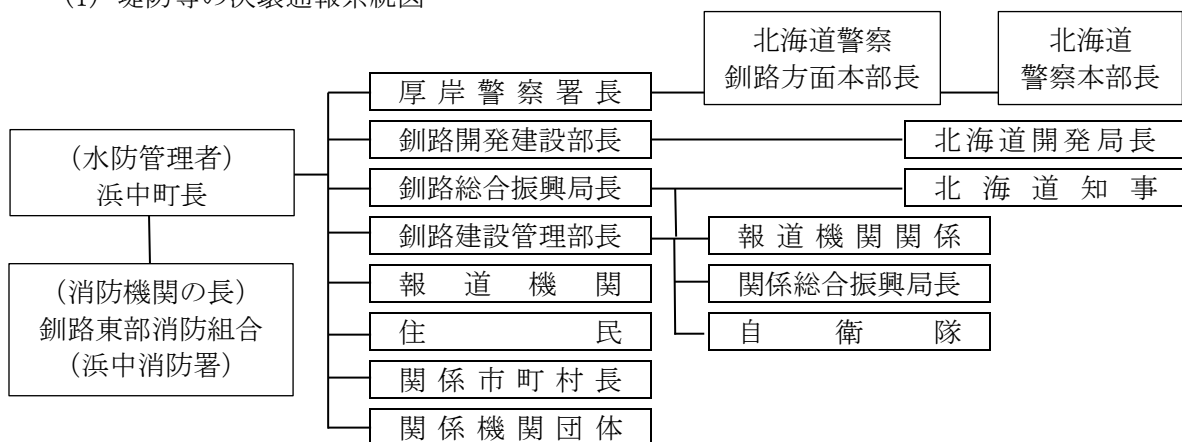 (1) 堤防等の決壊通報系統図
北海道警察
釧路方面本部長
北海道
警察本部長
厚岸警察署長
釧路開発建設部長
北海道開発局長
(水防管理者)
浜中町長
釧路総合振興局長
北海道知事
釧路建設管理部長
報道機関関係
(消防機関の長)
釧路東部消防組合
(浜中消防署)
報道機関
関係総合振興局長
住民
自衛隊
関係市町村長
関係機関団体